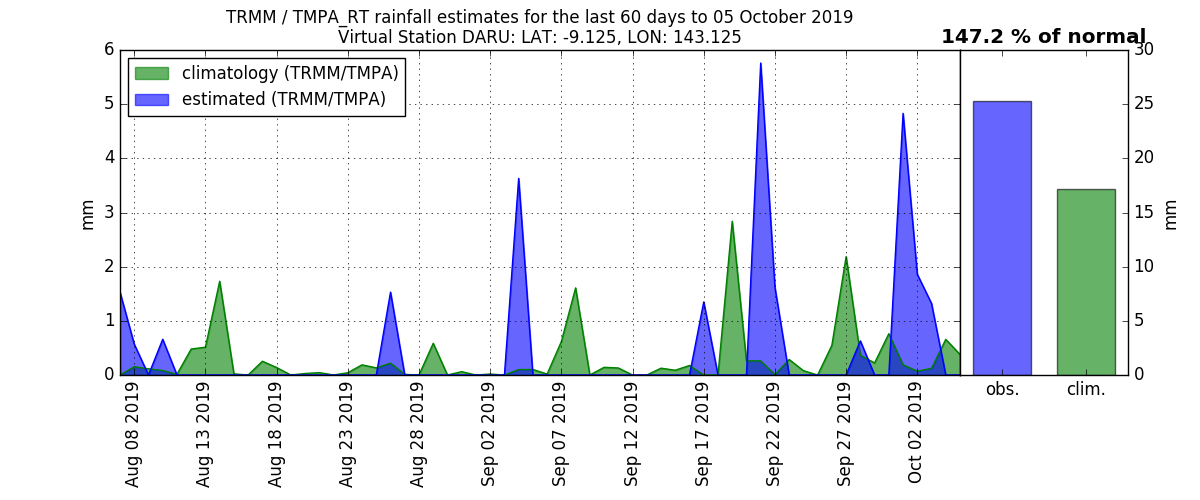 TRMM / TMPA_RT rainfall estimates for the last 60 days to 05 October 2019
Virtual Station DARU: LAT: -9.125, LON: 143.125
147.2 % of normal
climatology (TRMM/TMPA)
estimated (TRMM/TMPA)
6
5
4
3
2
1
0
mm
Aug 08 2019
Aug 13 2019
Aug 18 2019
Aug 23 2019
Aug 28 2019
Sep 02 2019
Sep 07 2019
Sep 12 2019
Sep 17 2019
Sep 22 2019
Sep 27 2019
Oct 02 2019
obs.
clim.
30
25
20
15
10
5
0
mm